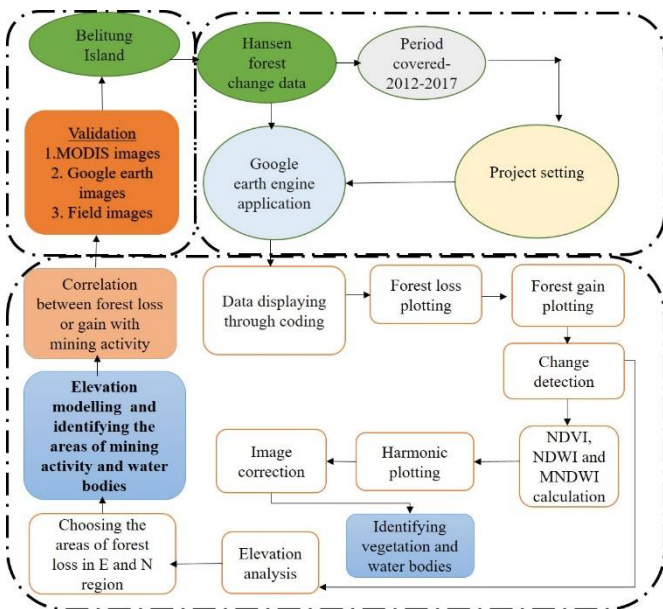 Belitung
Island
Hansen
forest
change data
Period
covered-
2012-2017
Validation
1.MODIS images
2. Google earth
images
3. Field images
Google
earth engine
application
Project setting
Correlation
between forest loss
or gain with
mining activity
Data displaying
through coding
Forest loss
plotting
Forest gain
plotting
Change
detection
Elevation
modelling and
identifying the
areas of mining
activity and water
bodies
Image
correction
Harmonic
plotting
NDVI,
NDWI and
MNDWI
calculation
Choosing the
areas of forest
loss in E and N
region
Elevation
analysis
Identifying
vegetation and
water bodies